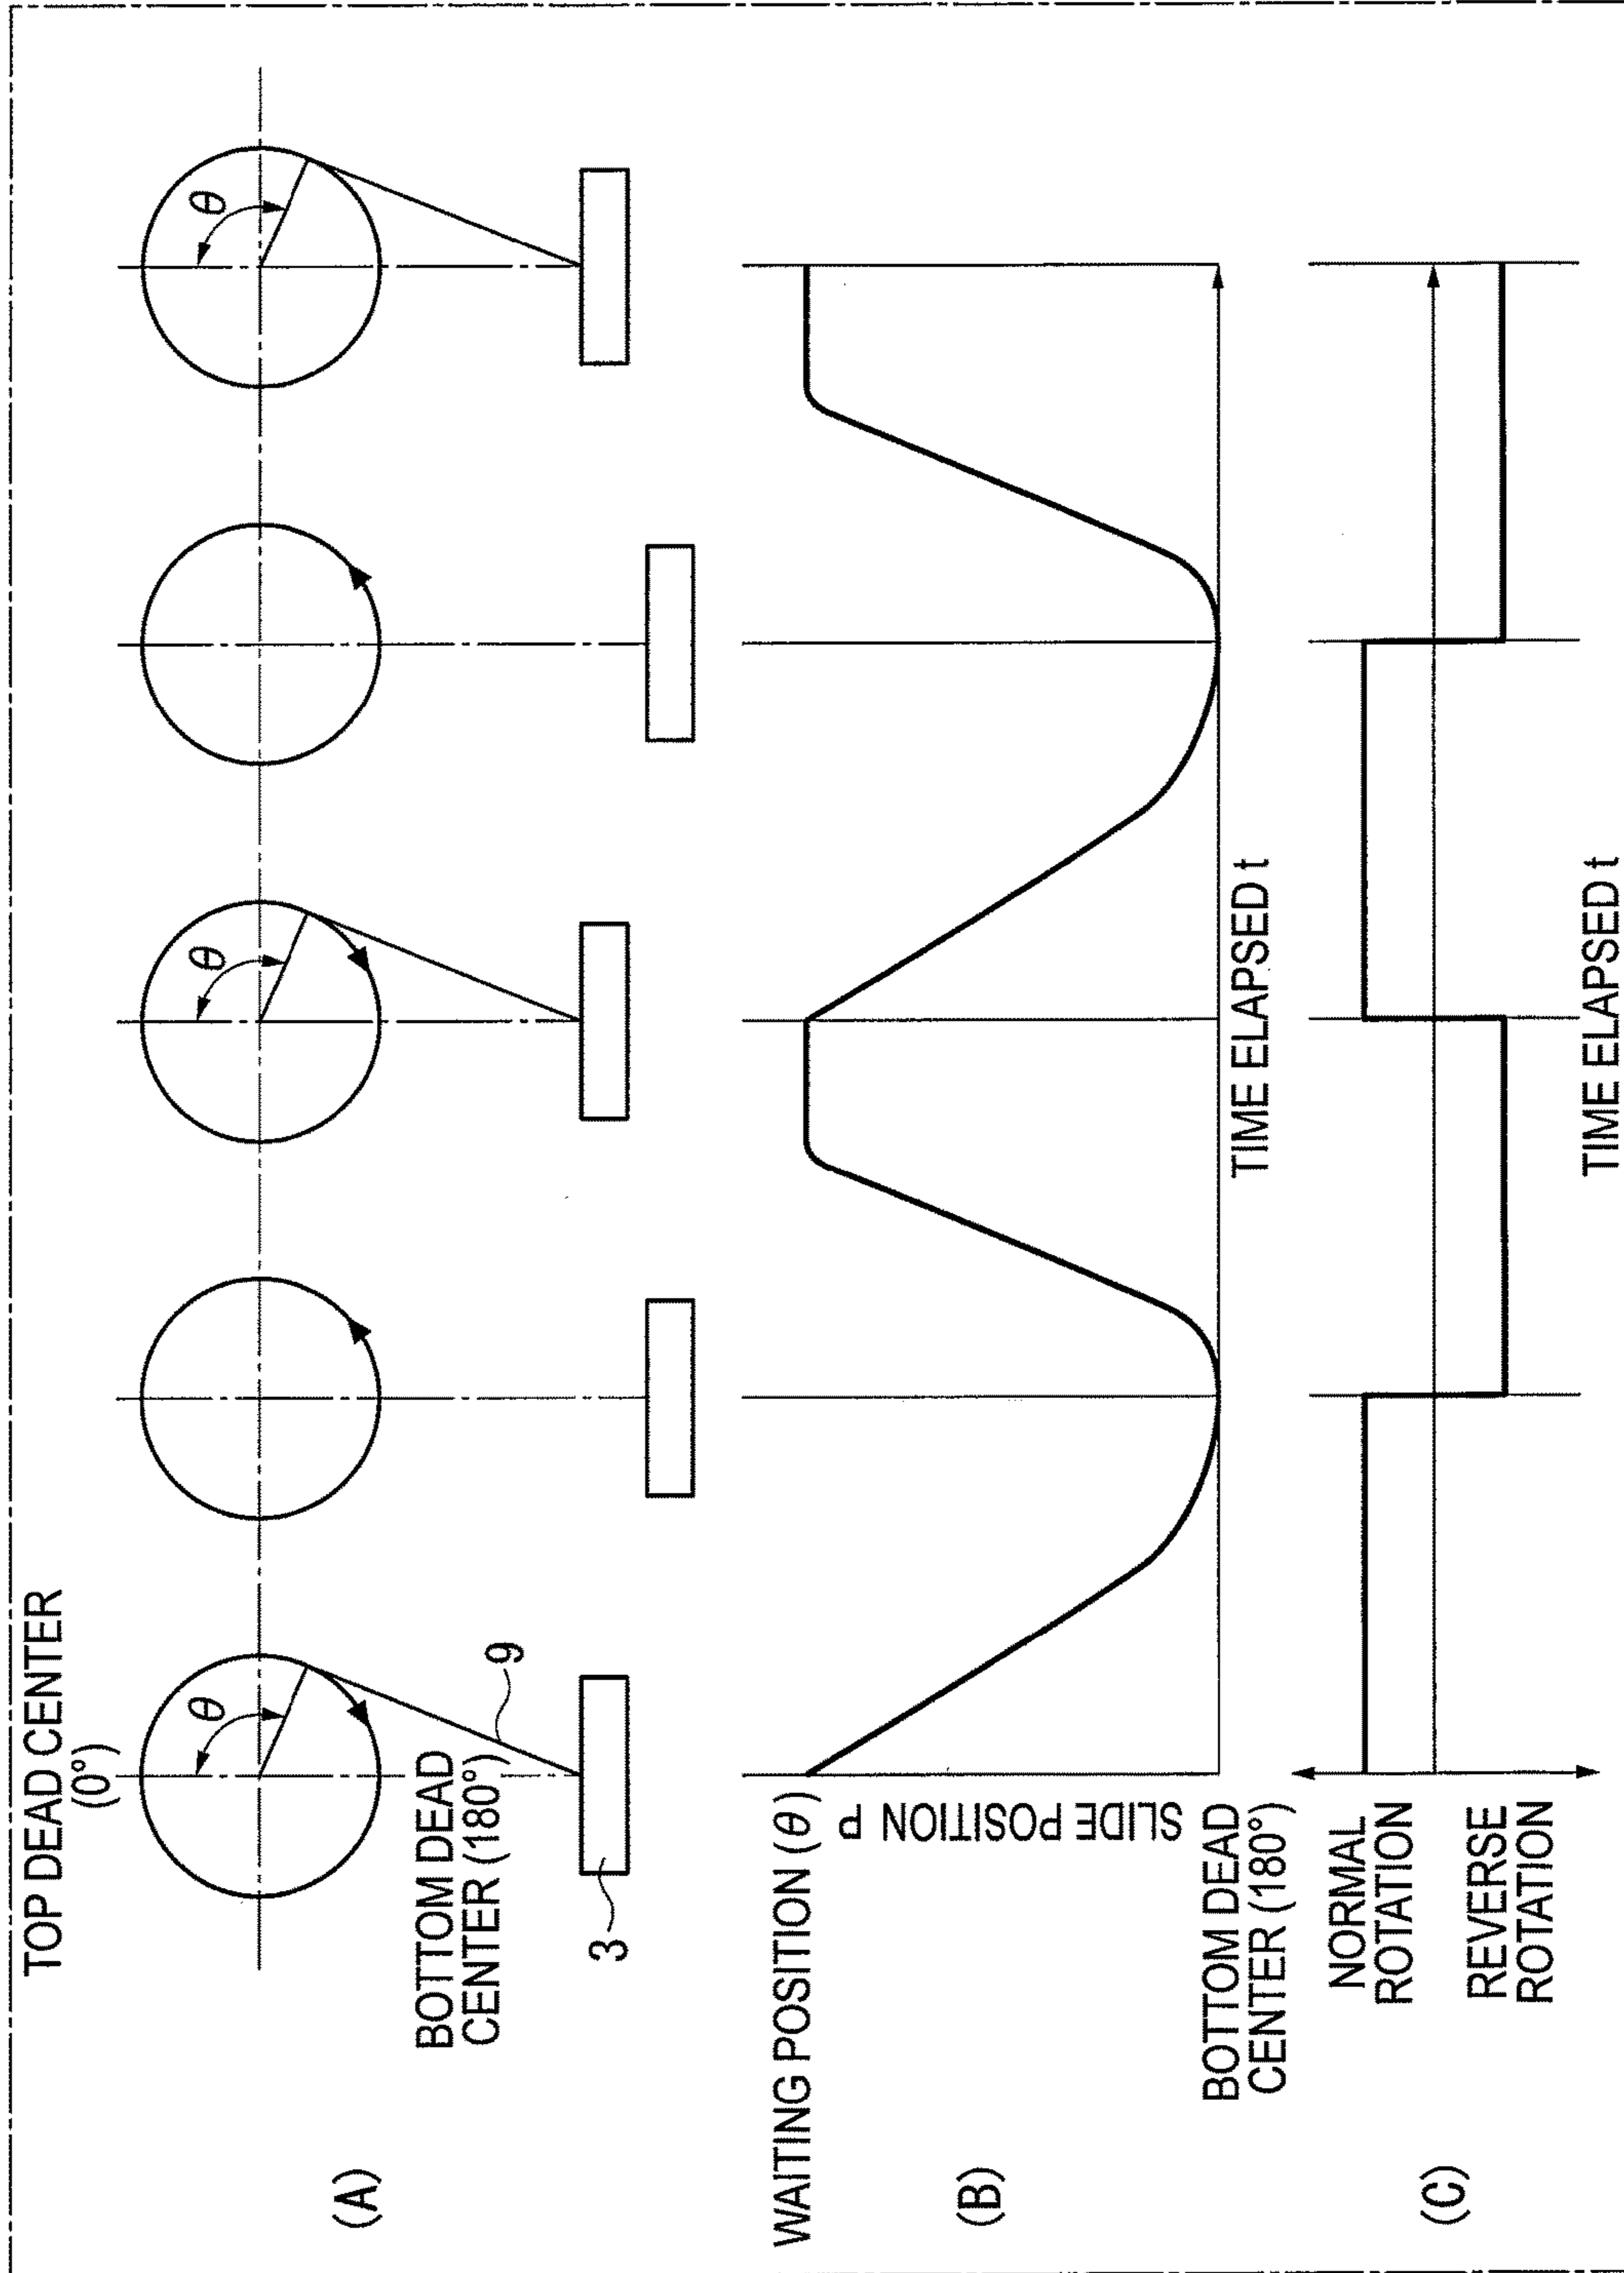 TOP DEAD CENTER
(0°)
θ
θ
θ
BOTTOM DEAD
CENTER (180°)
9
3
(A)
WAITING POSITION (θ)
SLIDE POSITION P
BOTTOM DEAD
CENTER (180°)
TIME ELAPSED t
(B)
NORMAL
ROTATION
REVERSE
ROTATION
TIME ELAPSED t
(C)